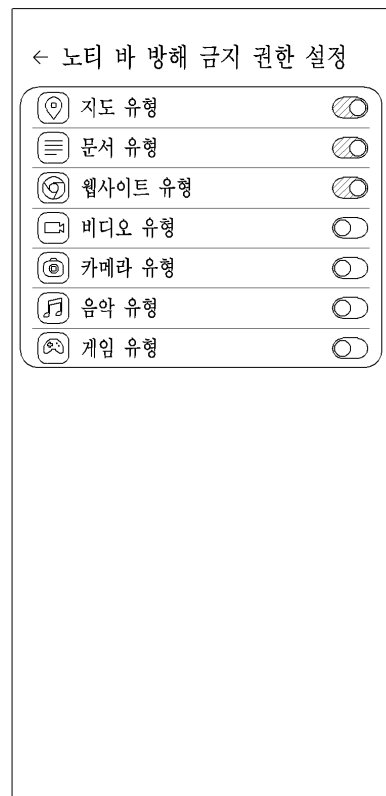 ← 노티 바 방해 금지 권한 설정
지도 유형
문서 유형
웹사이트 유형
비디오 유형
카메라 유형
음악 유형
게임 유형